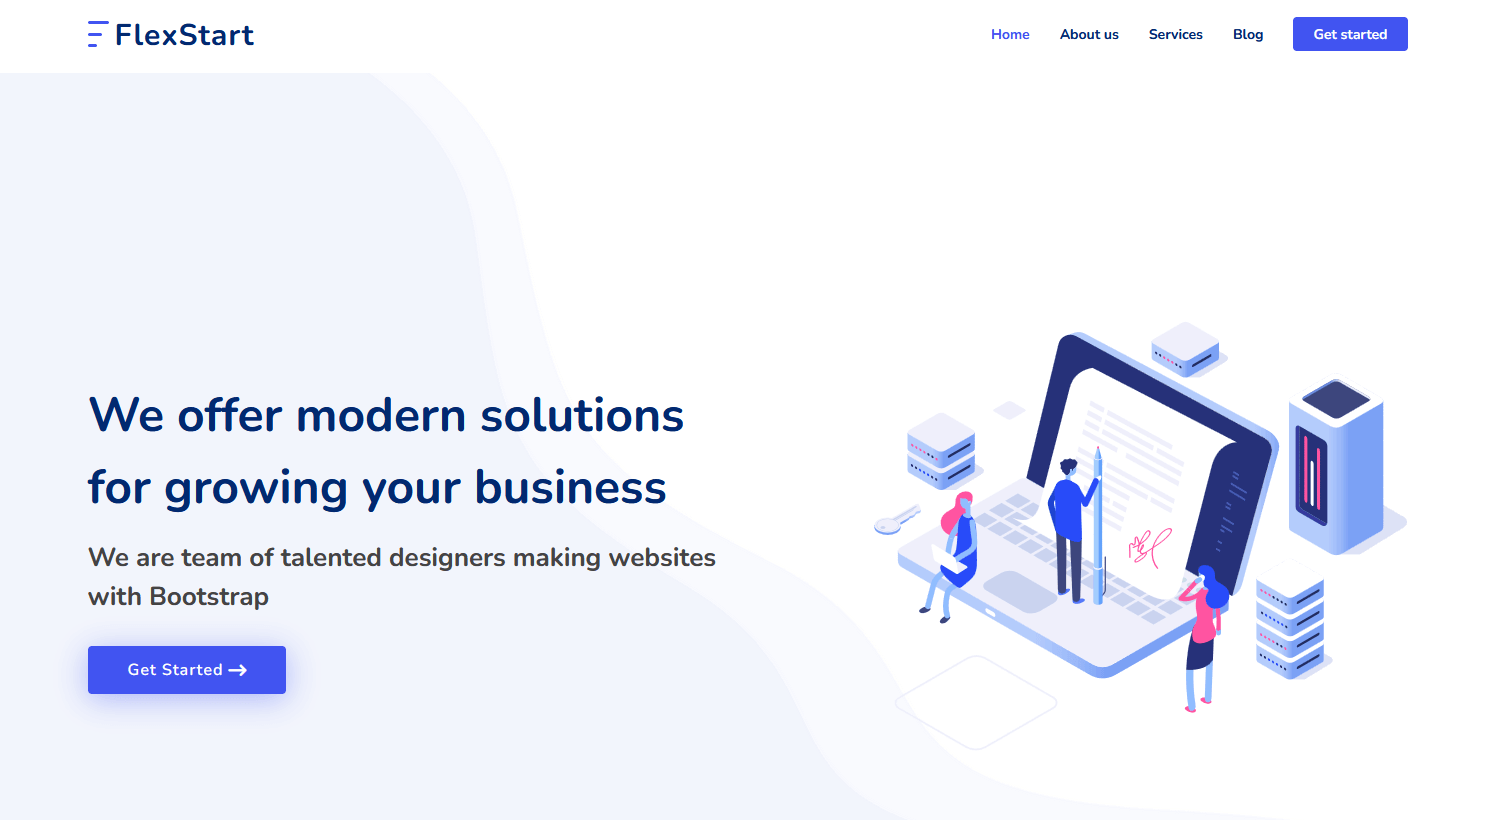 FlexStart
Home About us Services Blog Get started
We offer modern solutions
for growing your business
We are team of talented designers making websites
with Bootstrap
Get Started →